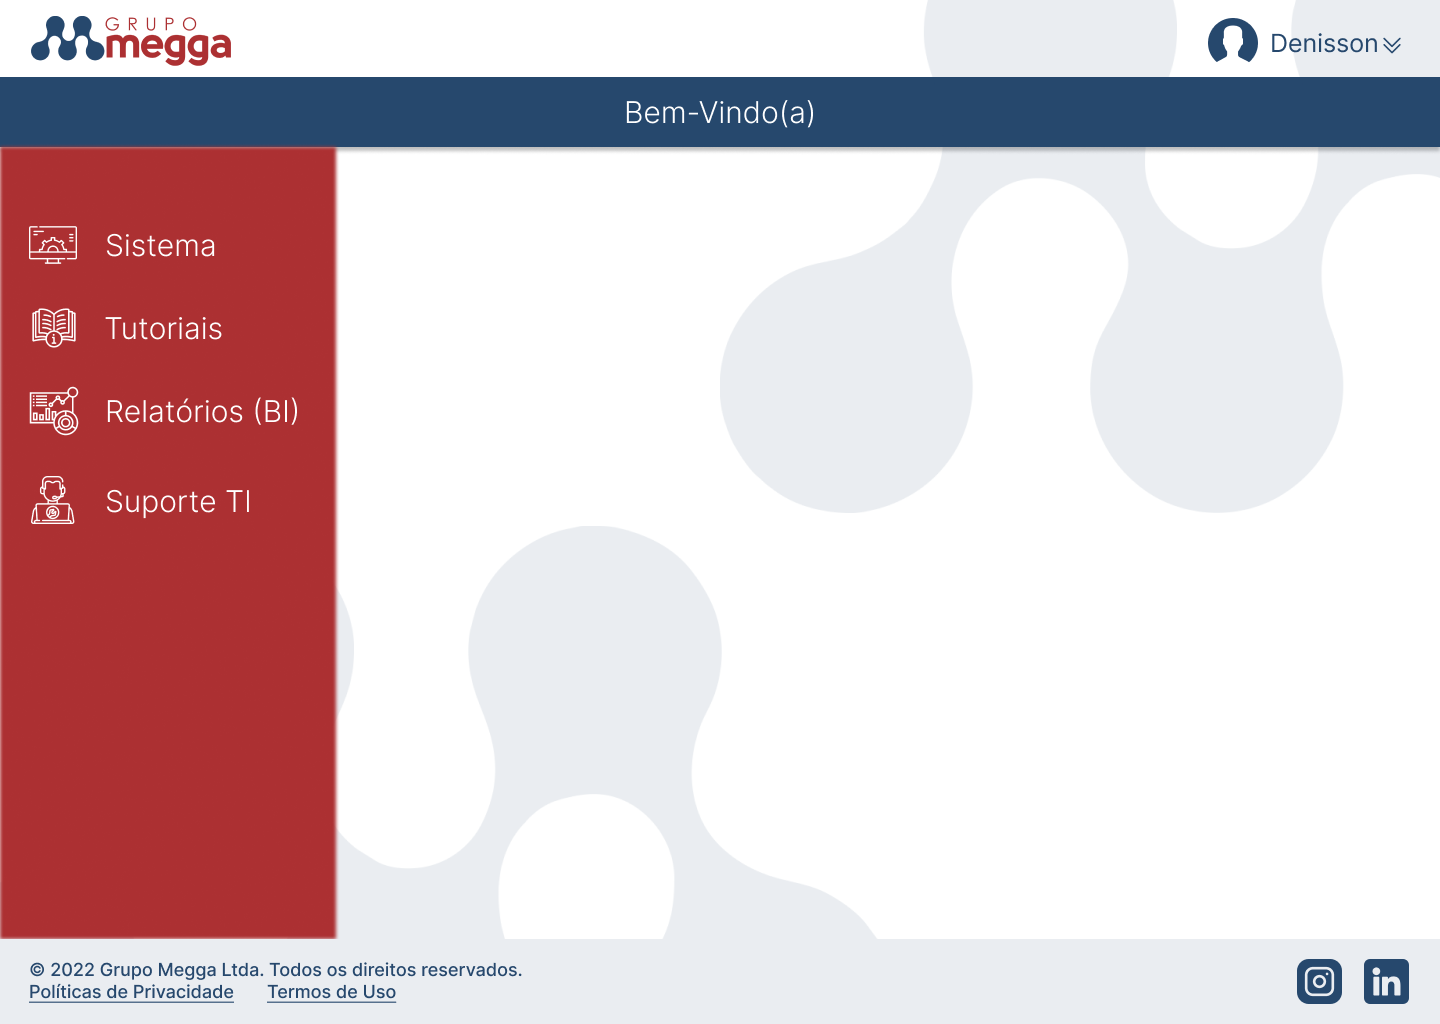 GRUPO
megga
Denisson
Bem-Vindo(a)
Sistema
Tutoriais
Relatórios (BI)
Suporte TI
© 2022 Grupo Megga Ltda. Todos os direitos reservados.
Políticas de Privacidade Termos de Uso
in